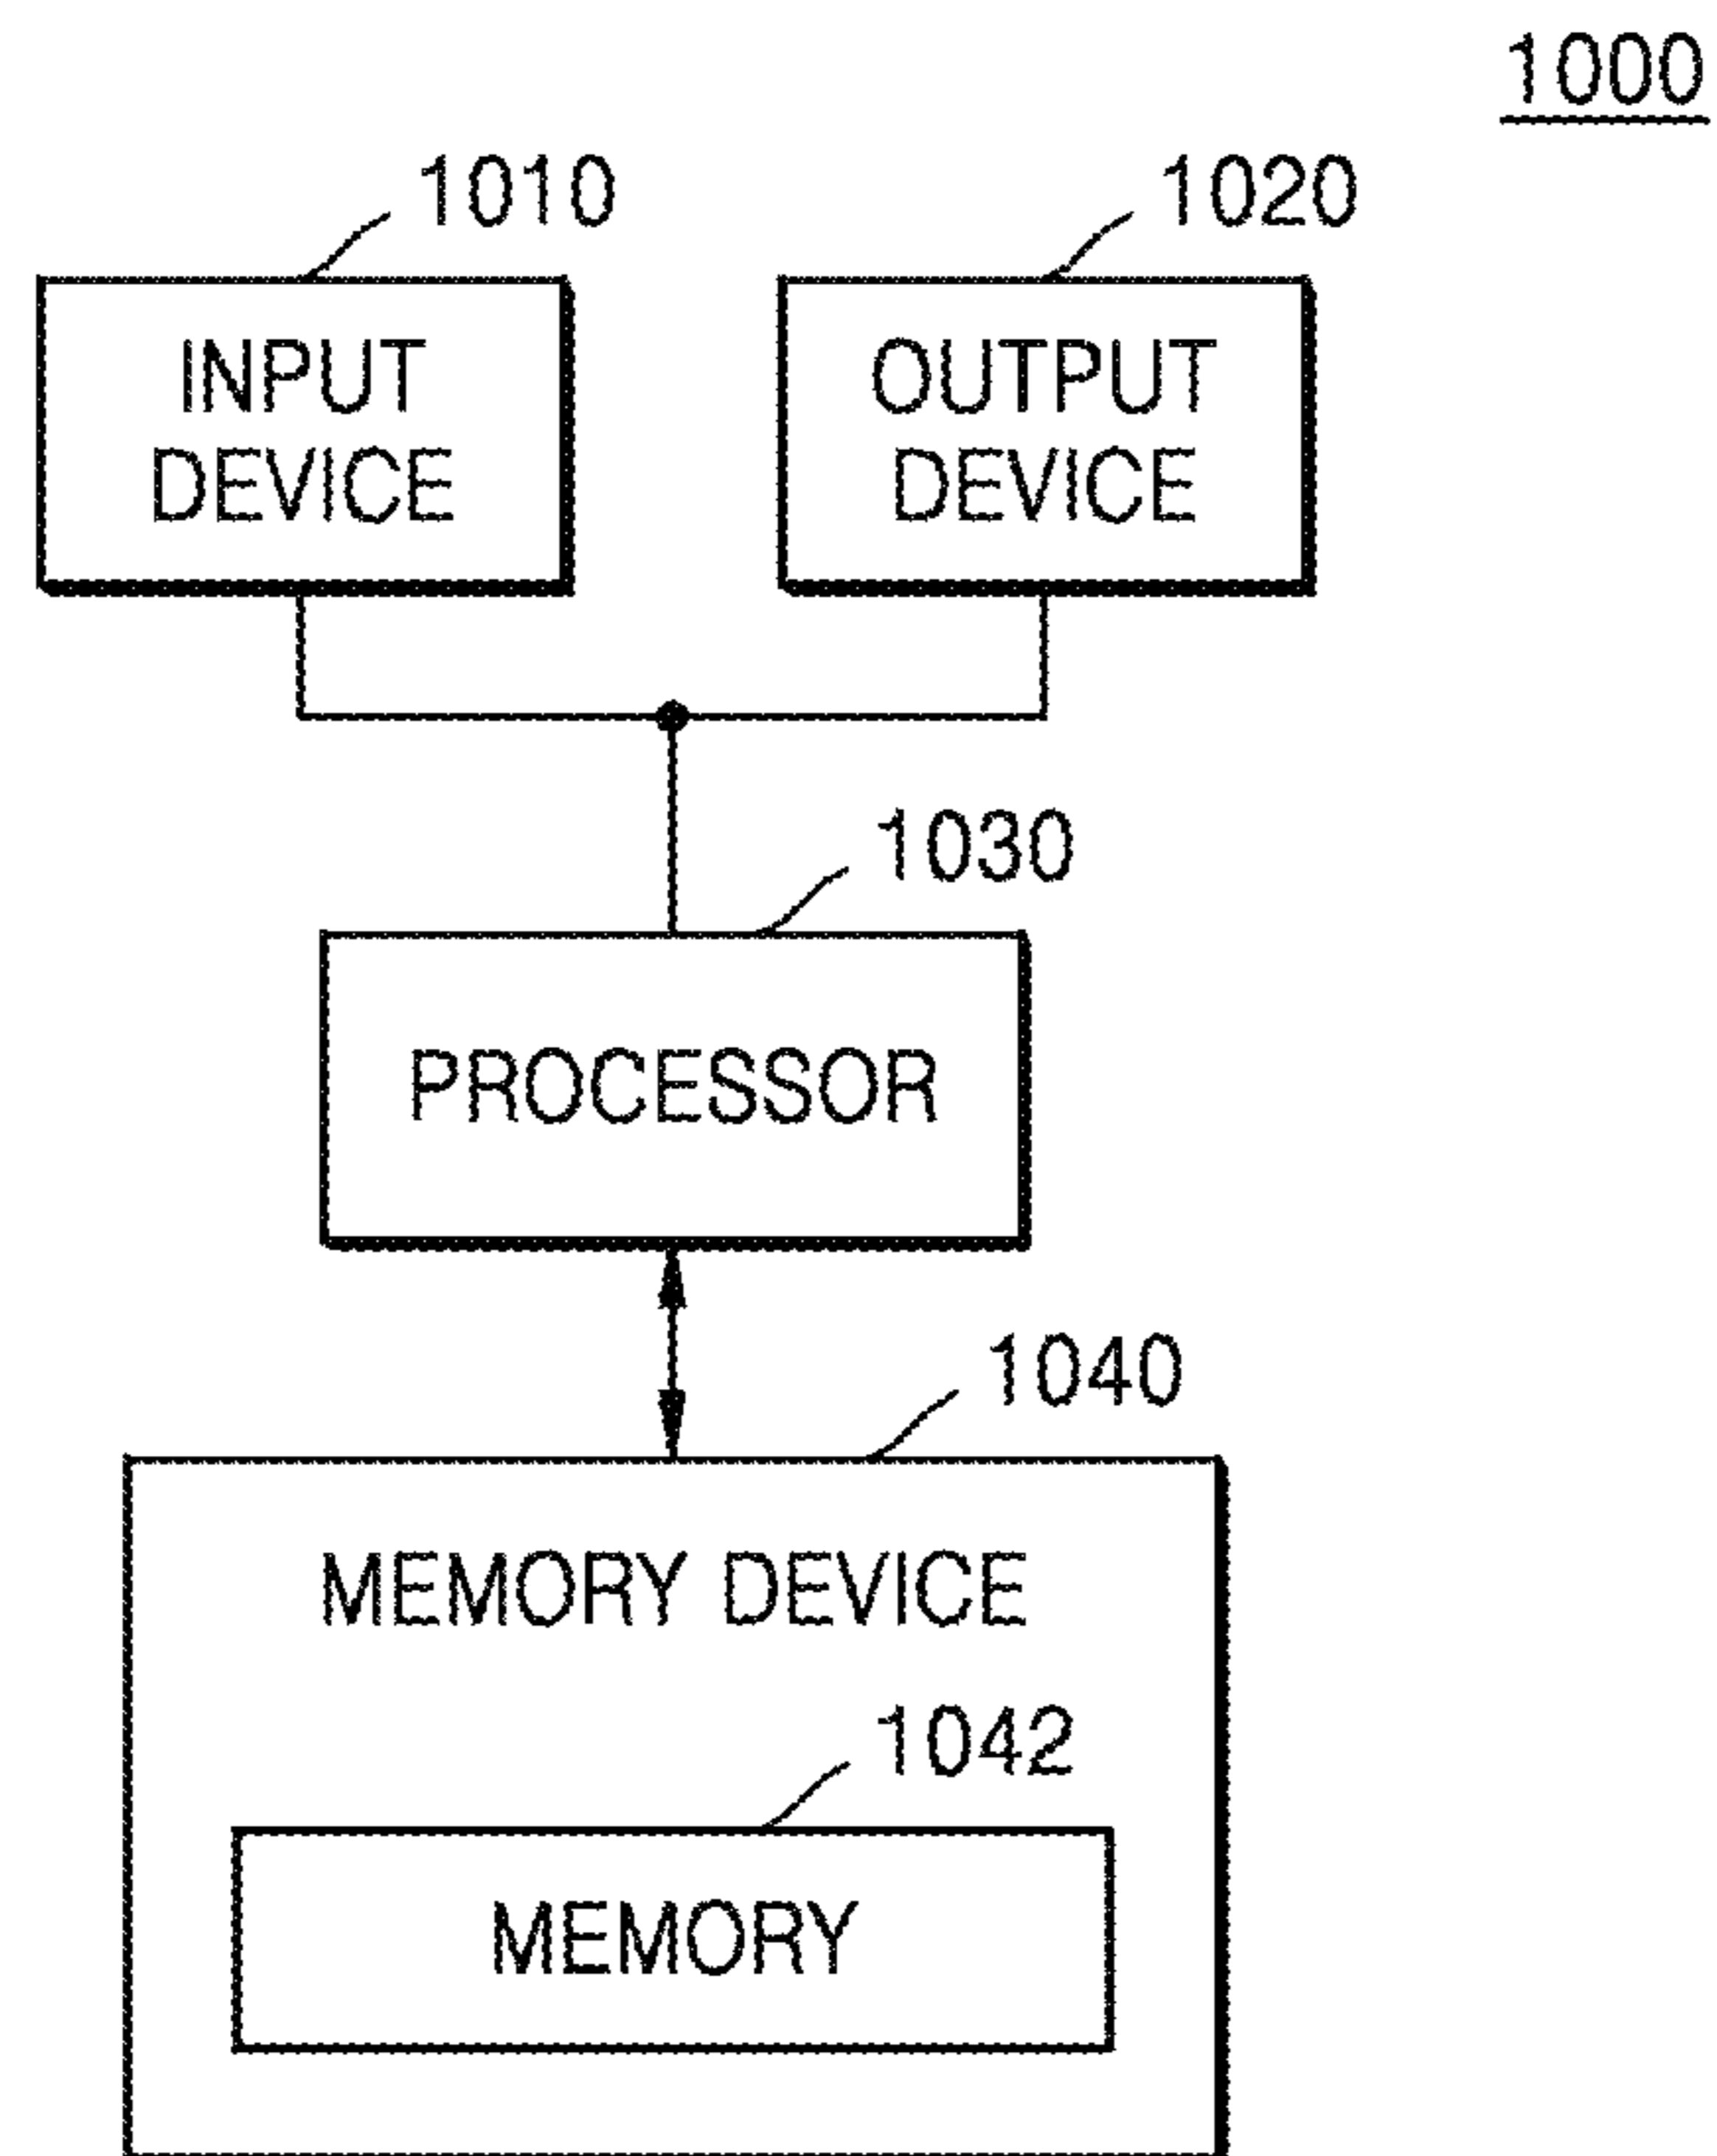 1000
1010
1020
INPUT
DEVICE
OUTPUT
DEVICE
1030
PROCESSOR
1040
MEMORY DEVICE
1042
MEMORY